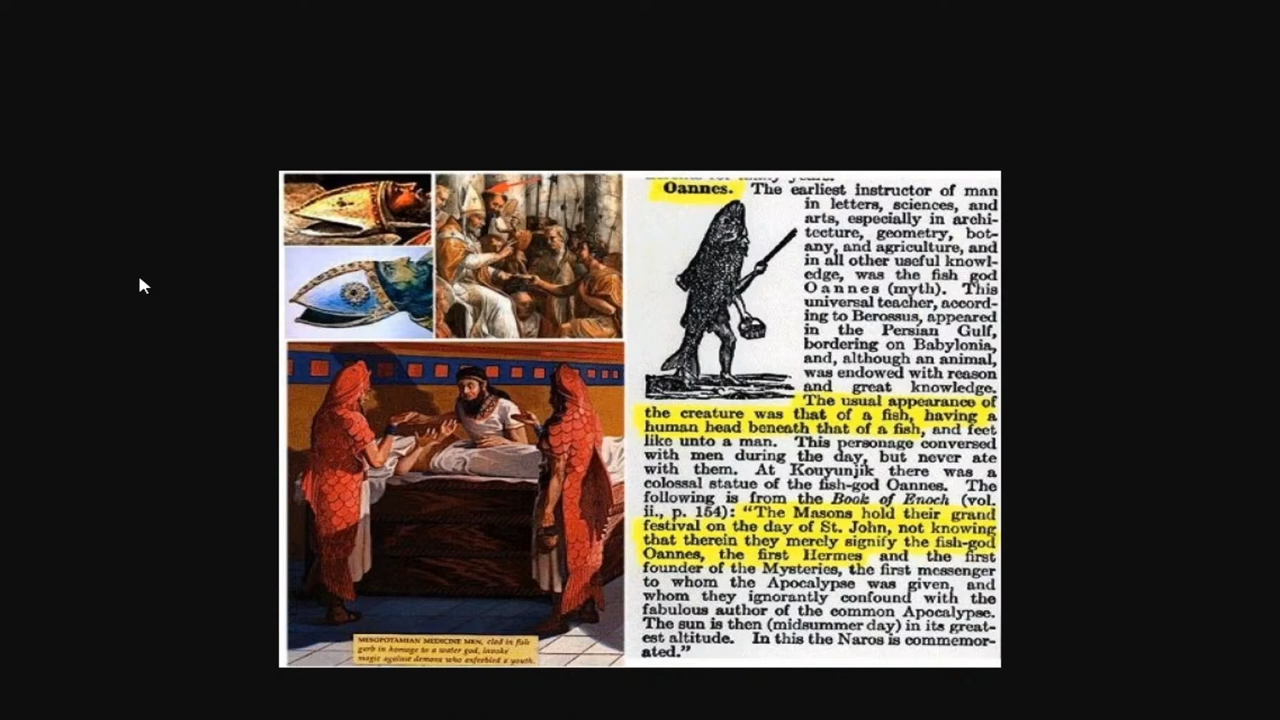 MESOPOTAMIAN MEDICINE MEN, clad in fish
garb in homage to a water god, invoke
magic against demons who enfeebled a youth.
Oannes. The earliest instructor of man
in letters, sciences, and
arts, especially in archi-
tecture, geometry, bot-
any, and agriculture, and
in all other useful knowl-
edge, was the fish god
Oannes (myth). This
universal teacher, accord-
ing to Berossus, appeared
in the Persian Gulf,
bordering on Babylonia,
and, although an animal,
was endowed with reason
and great knowledge.
The usual appearance of
the creature was that of a fish, having a
human head beneath that of a fish, and feet
like unto a man. This personage conversed
with men during the day, but never ate
with them. At Kouyunjik there was a
colossal statue of the fish-god Oannes. The
following is from the Book of Enoch (vol.
ii., p. 154): "The Masons hold their grand
festival on the day of St. John, not knowing
that therein they merely signify the fish-god
Oannes, the first Hermes and the first
founder of the Mysteries, the first messenger
to whom the Apocalypse was given, and
whom they ignorantly confound with the
fabulous author of the common Apocalypse.
The sun is then (midsummer day) in its great-
est altitude. In this the Naros is commemor-
ated."